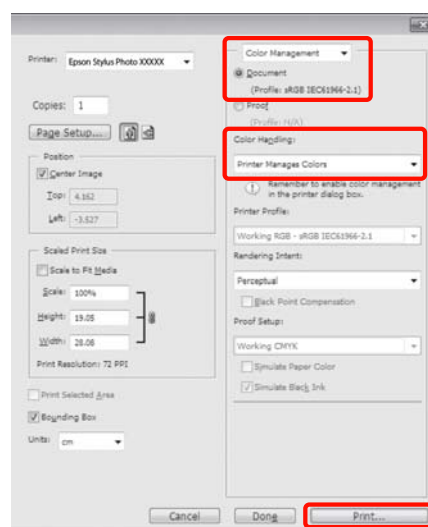 Printer:
Epson Stylus Photo XXXXX
Copies:
1
Page Setup...
Position
Center Image
Top:
4.162
Left:
-3.527
Scaled Print Size
Scale to Fit Media
Scale:
100%
Height:
19.05
Width:
28.06
Print Resolution: 72 PPI
Print Selected Area
Bounding Box
Units:
cm
Color Management
Document
(Profile: sRGB IEC61966-2.1)
Proof
(Profile: N/A)
Color Handling:
Printer Manages Colors
Remember to enable color management
in the printer dialog box.
Printer Profile:
Working RGB - sRGB IEC61966-2.1
Rendering Intent:
Perceptual
Black Point Compensation
Proof Setup:
Working CMYK
Simulate Paper Color
Simulate Black Ink
Cancel
Done
Print...